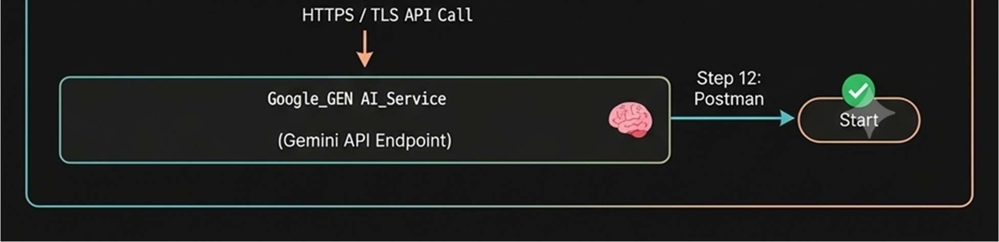 HTTPS / TLS API Call
Google_GEN AI_Service
(Gemini API Endpoint)
Step 12:
Postman
Start